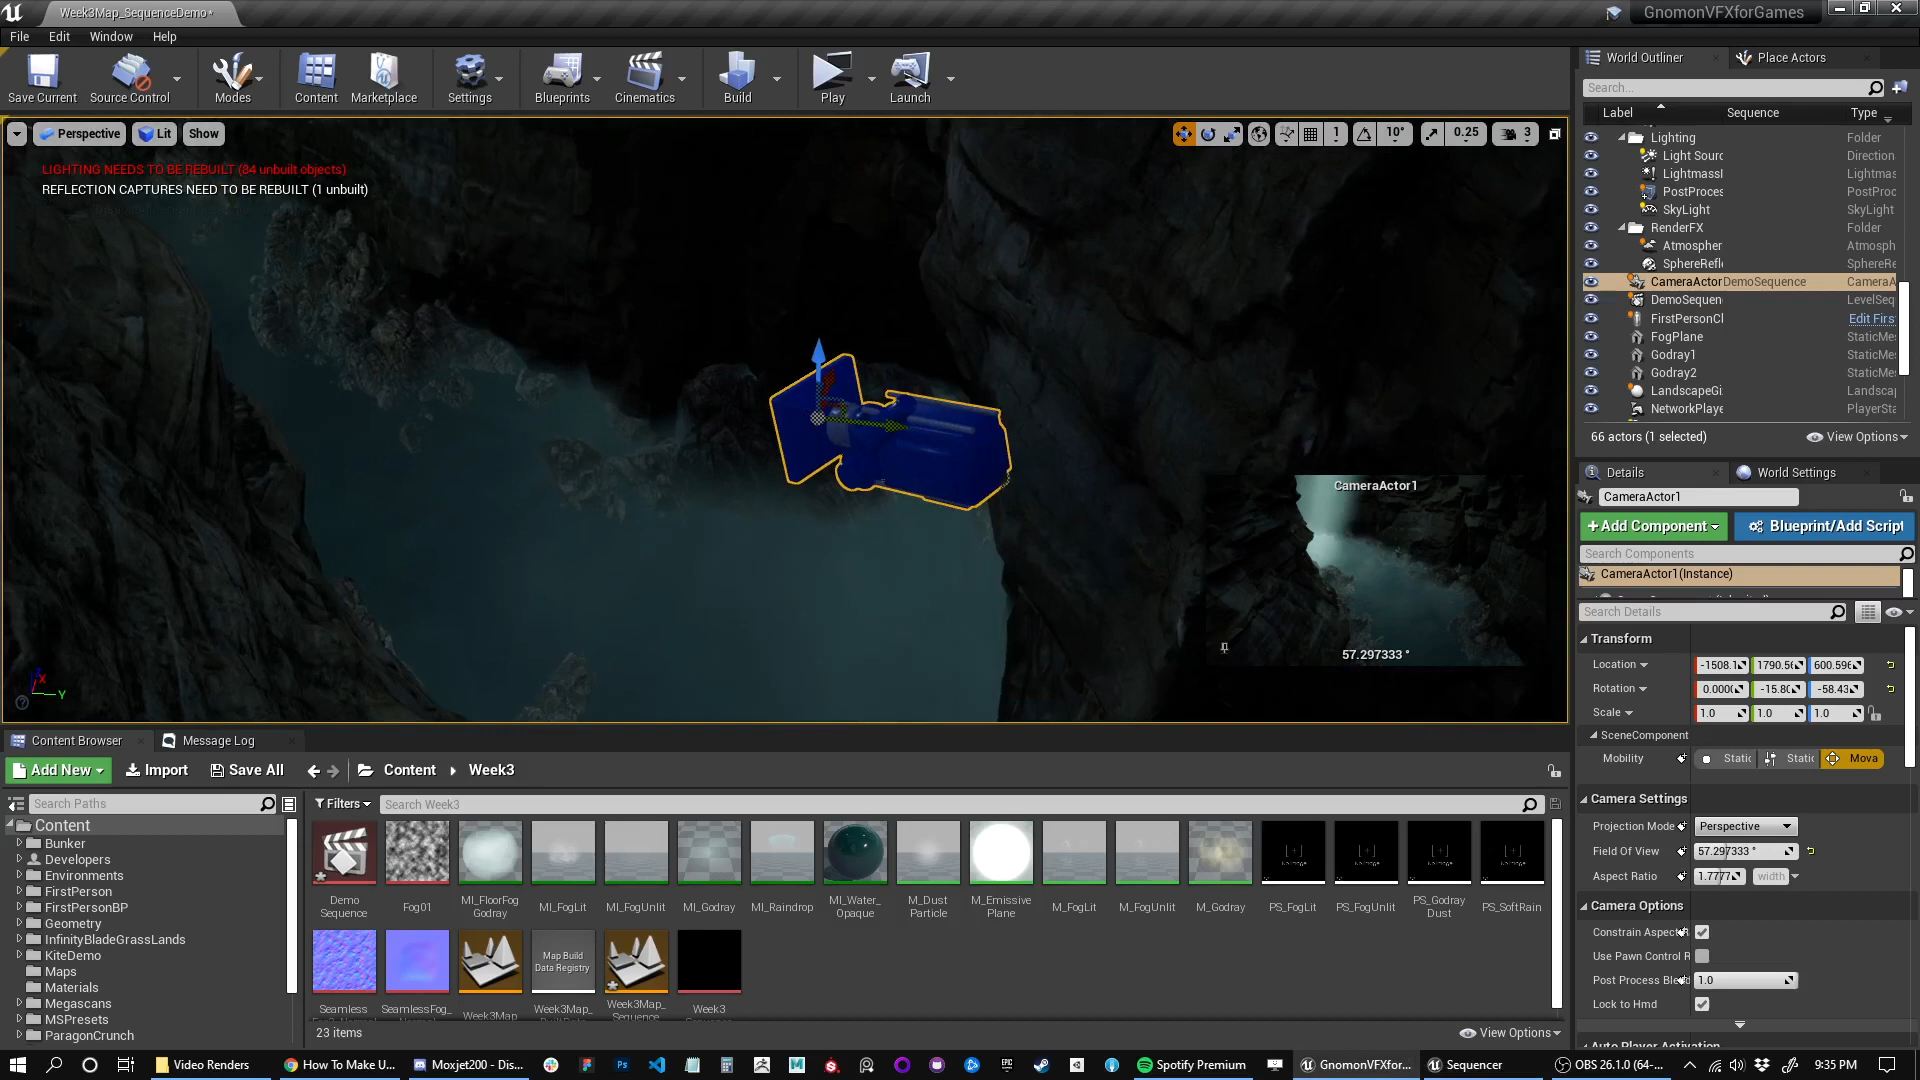 Week3Map_SequenceDemo*
GnomonVFXforGames
File Edit Window Help
Save Current Source Control Modes Content Marketplace Settings Blueprints Cinematics Build Play Launch
Perspective Lit Show
1 10° 0.25 3
LIGHTING NEEDS TO BE REBUILT (84 unbuilt objects)
REFLECTION CAPTURES NEED TO BE REBUILT (1 unbuilt)
CameraActor1
57.297333 °
X Y
World Outliner Place Actors
Search...
Label Sequence Type
Lighting Folder
Light Sourc Direction
LightmassI Lightmas
PostProces PostProc
SkyLight SkyLight
RenderFX Folder
Atmospher Atmosph
SphereRefl SphereRe
CameraActor DemoSequence CameraA
DemoSequen LevelSeq
FirstPersonCl Edit Firs
FogPlane StaticMe
Godray1 StaticMe
Godray2 StaticMe
LandscapeGi Landsca
NetworkPlaye PlayerSta
66 actors (1 selected) View Options
Details World Settings
CameraActor1
+Add Component Blueprint/Add Script
Search Components
CameraActor1(Instance)
Search Details
Transform
Location -1508.1 1790.5 600.596
Rotation 0.000 -15.80 -58.43
Scale 1.0 1.0 1.0
SceneComponent
Mobility Static Static Mova
Camera Settings
Projection Mode Perspective
Field Of View 57.297333 °
Aspect Ratio 1.7777 width
Camera Options
Constrain Aspect R
Use Pawn Control R
Post Process Blend 1.0
Lock to Hmd
Auto Player Activation
Content Browser Message Log
Add New Import Save All Content Week3
Search Paths
Filters Search Week3
Content
Bunker
Developers
Environments
FirstPerson
FirstPersonBP
Geometry
InfinityBladeGrassLands
KiteDemo
Maps
Materials
Megascans
MSPresets
ParagonCrunch
Demo Sequence
Fog01
MI_FloorFog Godray
MI_FogLit
MI_FogUnlit
MI_Godray
MI_Raindrop
MI_Water_ Opaque
M_Dust Particle
M_Emissive Plane
M_FogLit
M_FogUnlit
M_Godray
PS_FogLit
PS_FogUnlit
PS_Godray Dust
PS_SoftRain
Map Build Data Registry
Seamless
SeamlessFog_
Week3Map
Week3Map_
Week3Map_ Sequence
Week3
23 items View Options
Video Renders How To Make U... Moxjet200 - Dis... Spotify Premium GnomonVFXfor... Sequencer OBS 26.1.0 (64-... 9:35 PM